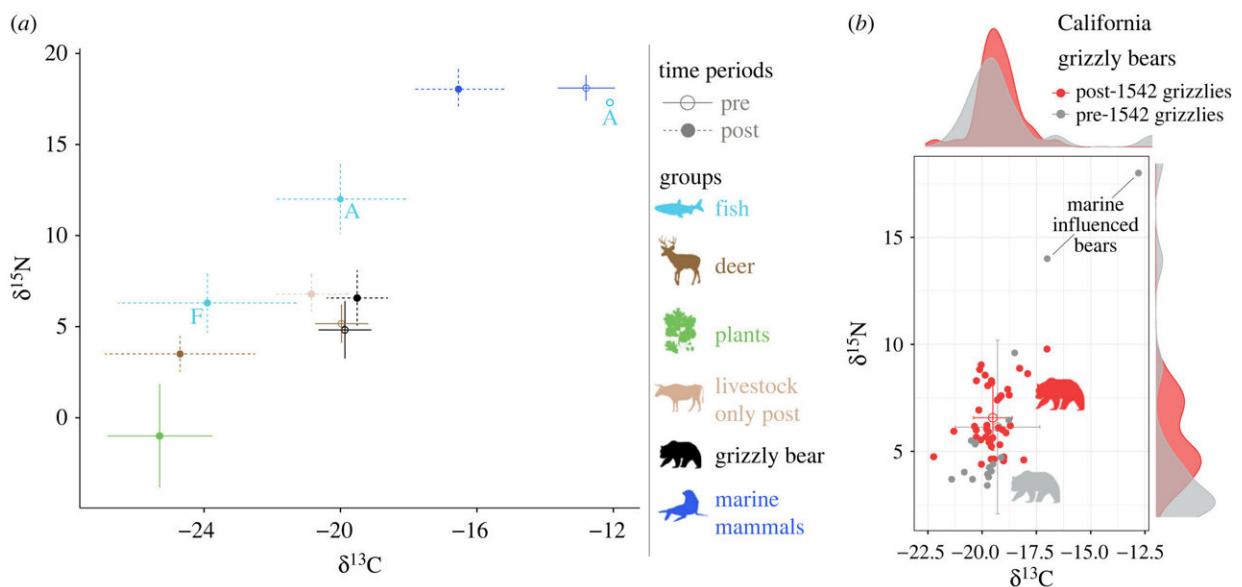 (a)
20
15
10
5
0
δ15N
−24
−20
−16
−12
δ13C
A
A
F
time periods
pre
post
groups
fish
deer
plants
livestock
only post
grizzly bear
marine
mammals
(b)
California
grizzly bears
post-1542 grizzlies
pre-1542 grizzlies
marine
influenced
bears
15
10
5
δ15N
−22.5
−20.0
−17.5
−15.0
−12.5
δ13C